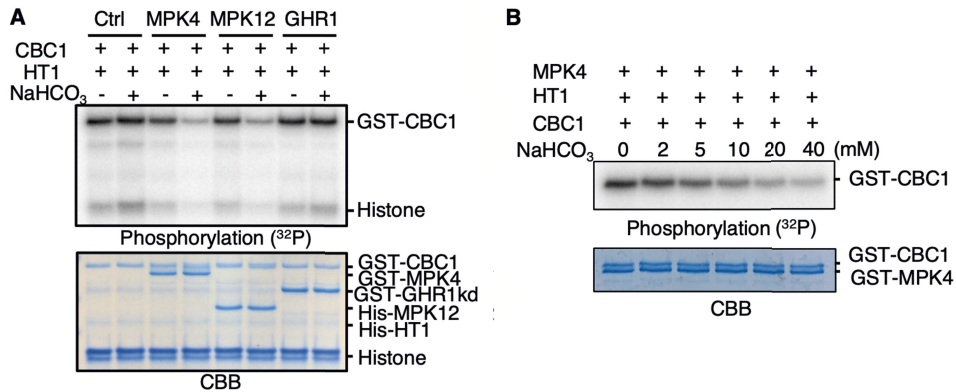 A
Ctrl MPK4 MPK12 GHR1
CBC1 + + + + + + + +
HT1 + + + + + + + +
NaHCO3 - + - + - + - +
GST-CBC1
Histone
Phosphorylation (32P)
GST-CBC1
GST-MPK4
GST-GHR1kd
His-MPK12
His-HT1
Histone
CBB
B
MPK4 + + + + + +
HT1 + + + + + +
CBC1 + + + + + +
NaHCO3 0 2 5 10 20 40 (mM)
GST-CBC1
Phosphorylation (32P)
GST-CBC1
GST-MPK4
CBB